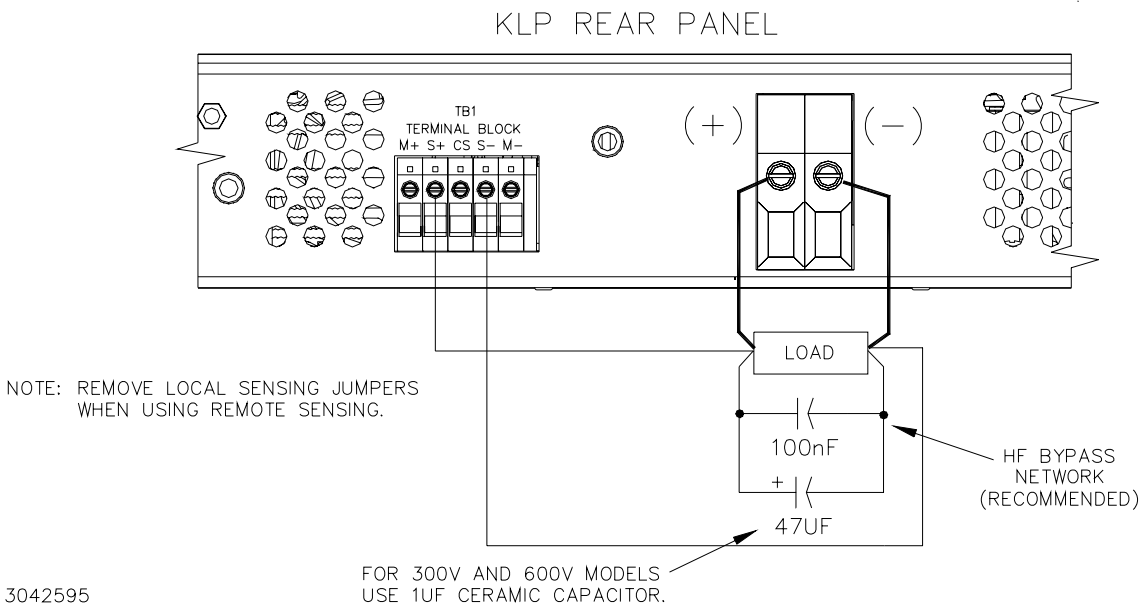 KLP REAR PANEL
TB1
TERMINAL BLOCK
M+ S+ CS S- M-
(+)
(-)
LOAD
NOTE: REMOVE LOCAL SENSING JUMPERS
WHEN USING REMOTE SENSING.
100nF
HF BYPASS
NETWORK
(RECOMMENDED)
+
47UF
FOR 300V AND 600V MODELS
USE 1UF CERAMIC CAPACITOR.
3042595